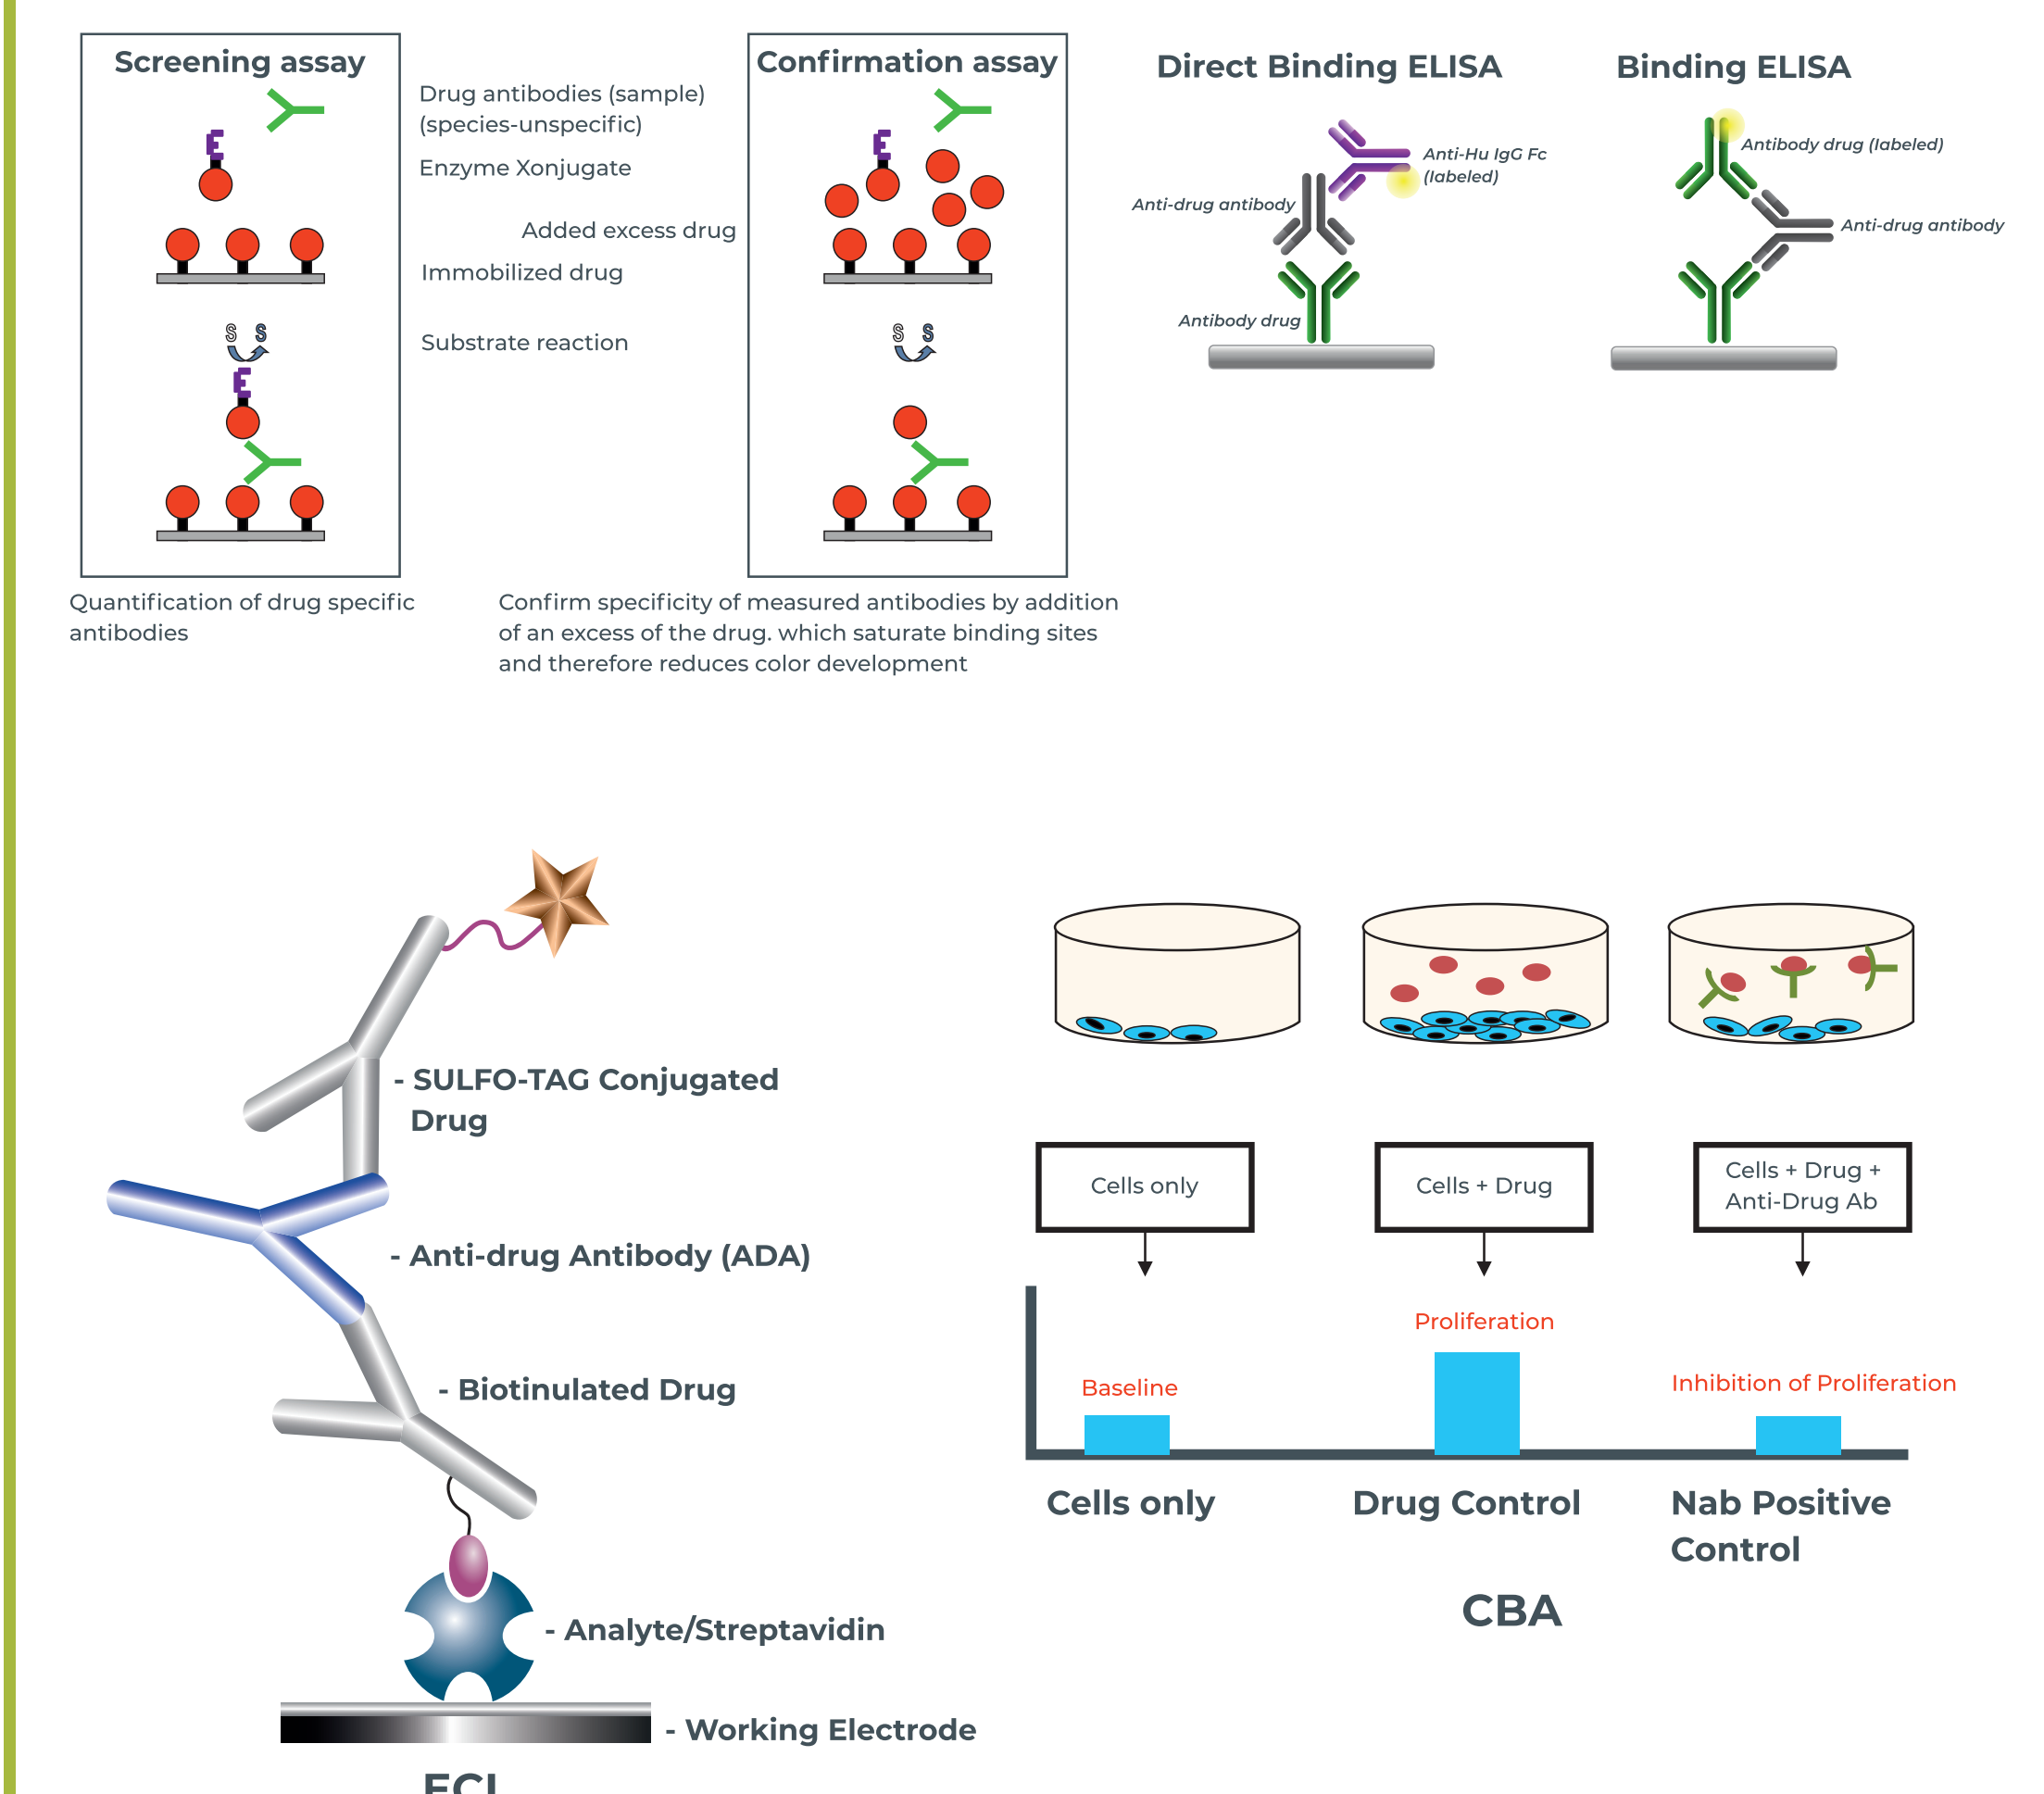 Screening assay
Drug antibodies (sample)
(species-unspecific)
E
Enzyme Xonjugate
Added excess drug
Immobilized drug
S S
Substrate reaction
E
Quantification of drug specific
antibodies
Confirmation assay
E
S S
Confirm specificity of measured antibodies by addition
of an excess of the drug. which saturate binding sites
and therefore reduces color development
Direct Binding ELISA
Anti-Hu IgG Fc
(labeled)
Anti-drug antibody
Antibody drug
Binding ELISA
Antibody drug (labeled)
Anti-drug antibody
- SULFO-TAG Conjugated
Drug
- Anti-drug Antibody (ADA)
- Biotinulated Drug
- Analyte/Streptavidin
- Working Electrode
ECL
Cells only
Cells + Drug
Cells + Drug +
Anti-Drug Ab
Baseline
Proliferation
Inhibition of Proliferation
Cells only
Drug Control
Nab Positive
Control
CBA